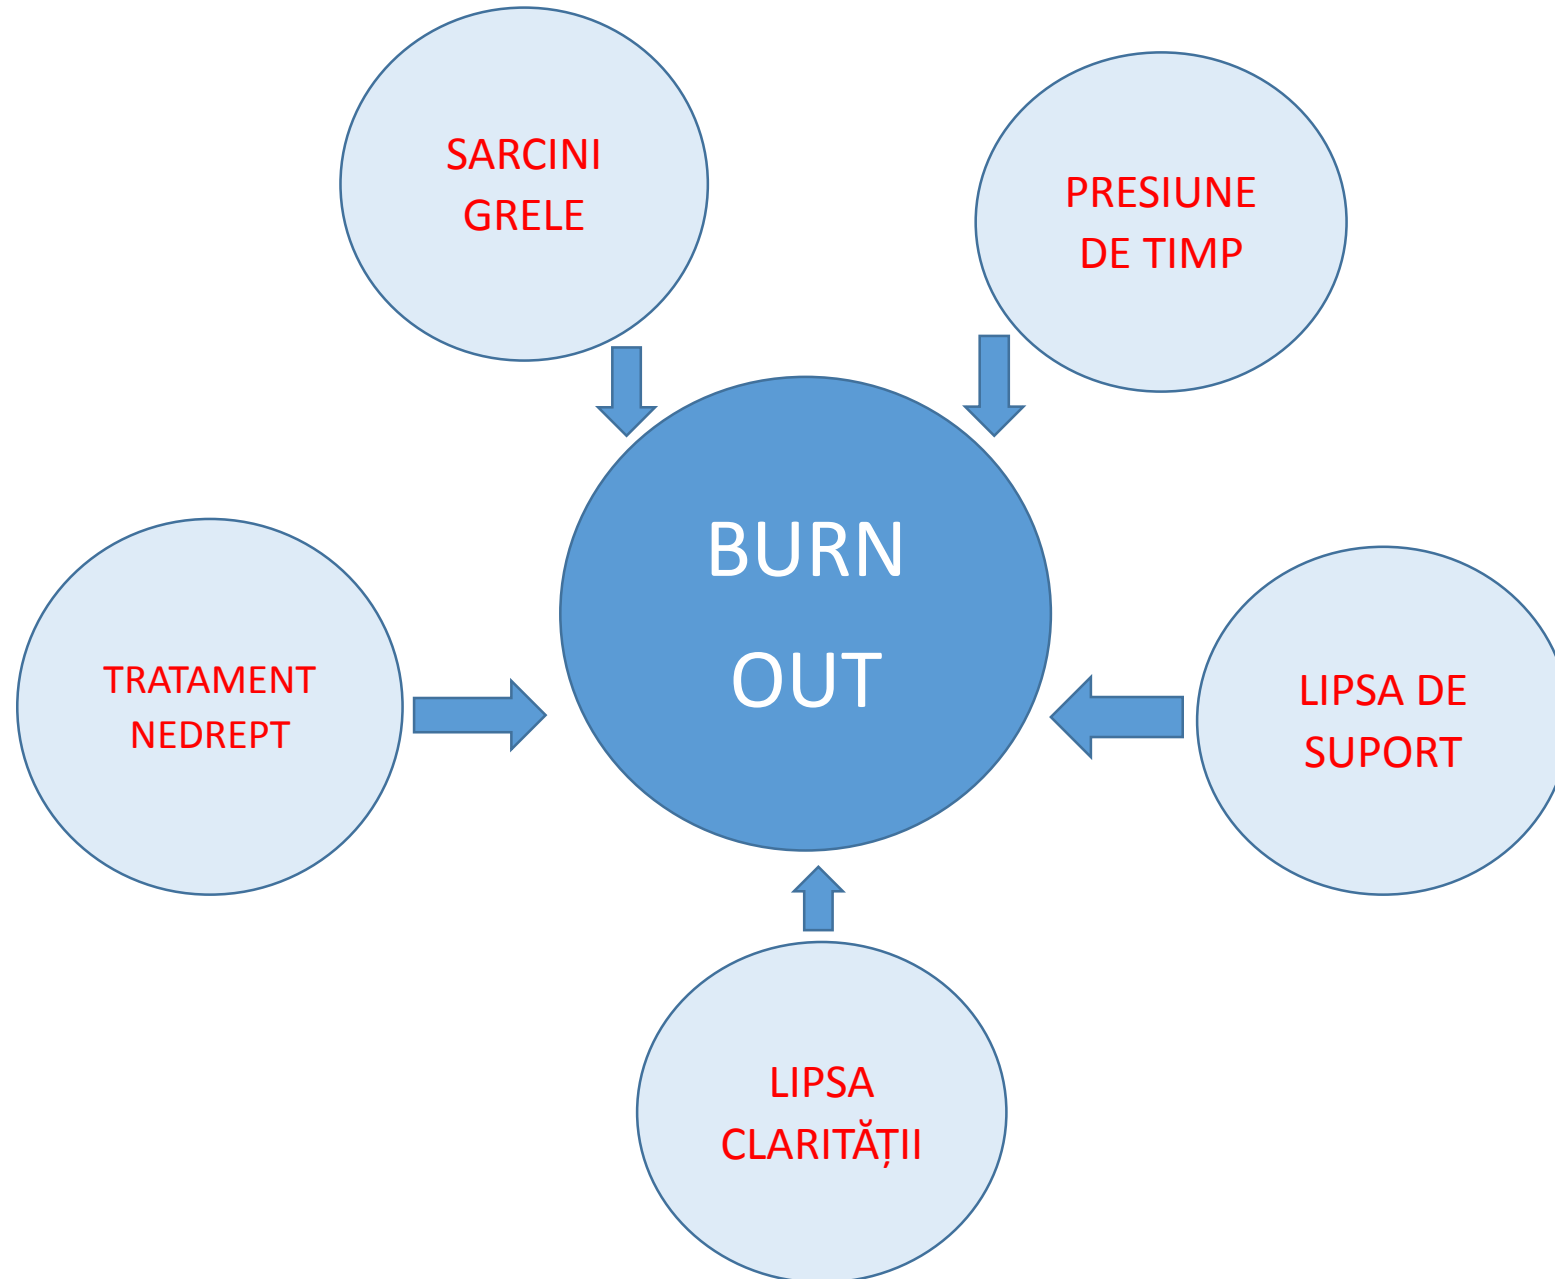 SARCINI
GRELE
PRESIUNE
DE TIMP
BURN
OUT
TRATAMENT
NEDREPT
LIPSA DE
SUPORT
LIPSA
CLARITĂȚII